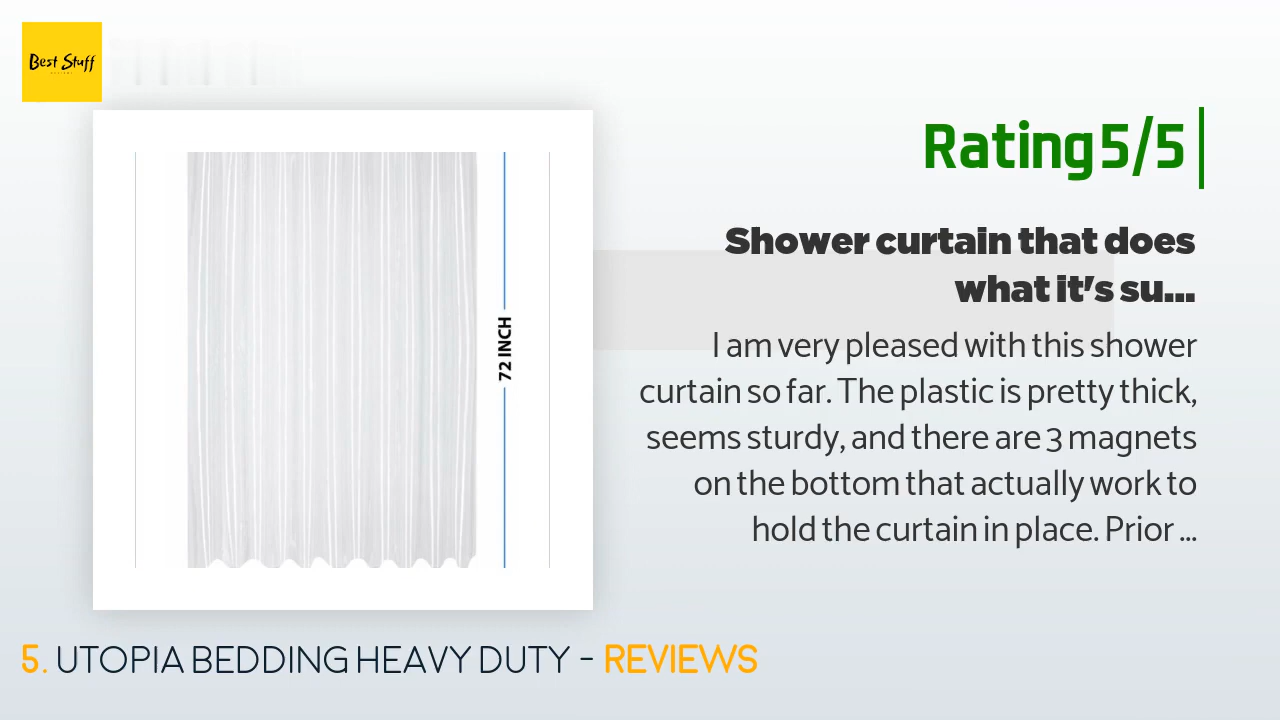 Best Stuff
Rating 5/5
Shower curtain that does
what it's su...
I am very pleased with this shower
curtain so far. The plastic is pretty thick,
seems sturdy, and there are 3 magnets
on the bottom that actually work to
hold the curtain in place. Prior ...
72 INCH
5. UTOPIA BEDDING HEAVY DUTY - REVIEWS